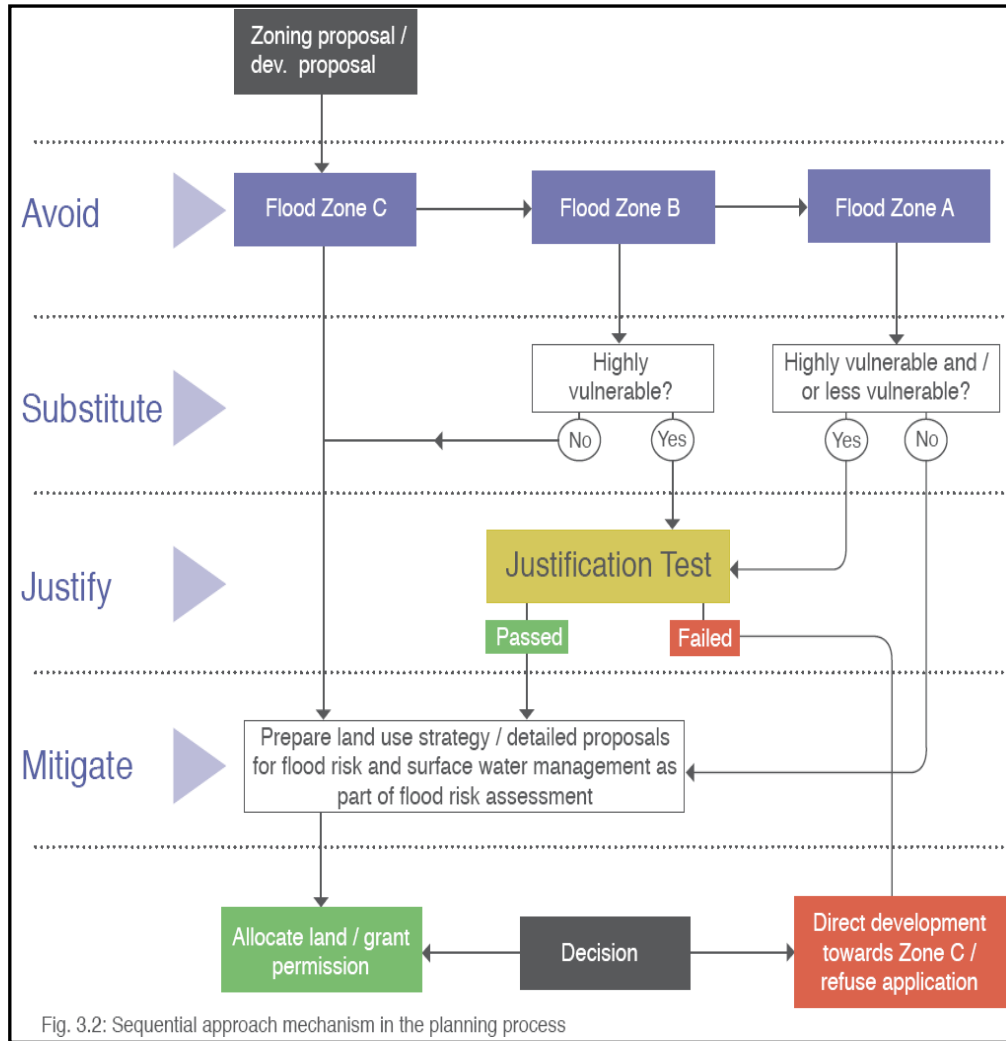 Zoning proposal /
dev. proposal
Avoid
Flood Zone C
Flood Zone B
Flood Zone A
Substitute
Highly
vulnerable?
Highly vulnerable and /
or less vulnerable?
No
Yes
Yes
No
Justify
Justification Test
Passed
Failed
Mitigate
Prepare land use strategy / detailed proposals
for flood risk and surface water management as
part of flood risk assessment
Allocate land / grant
permission
Decision
Direct development
towards Zone C /
refuse application
Fig. 3.2: Sequential approach mechanism in the planning process